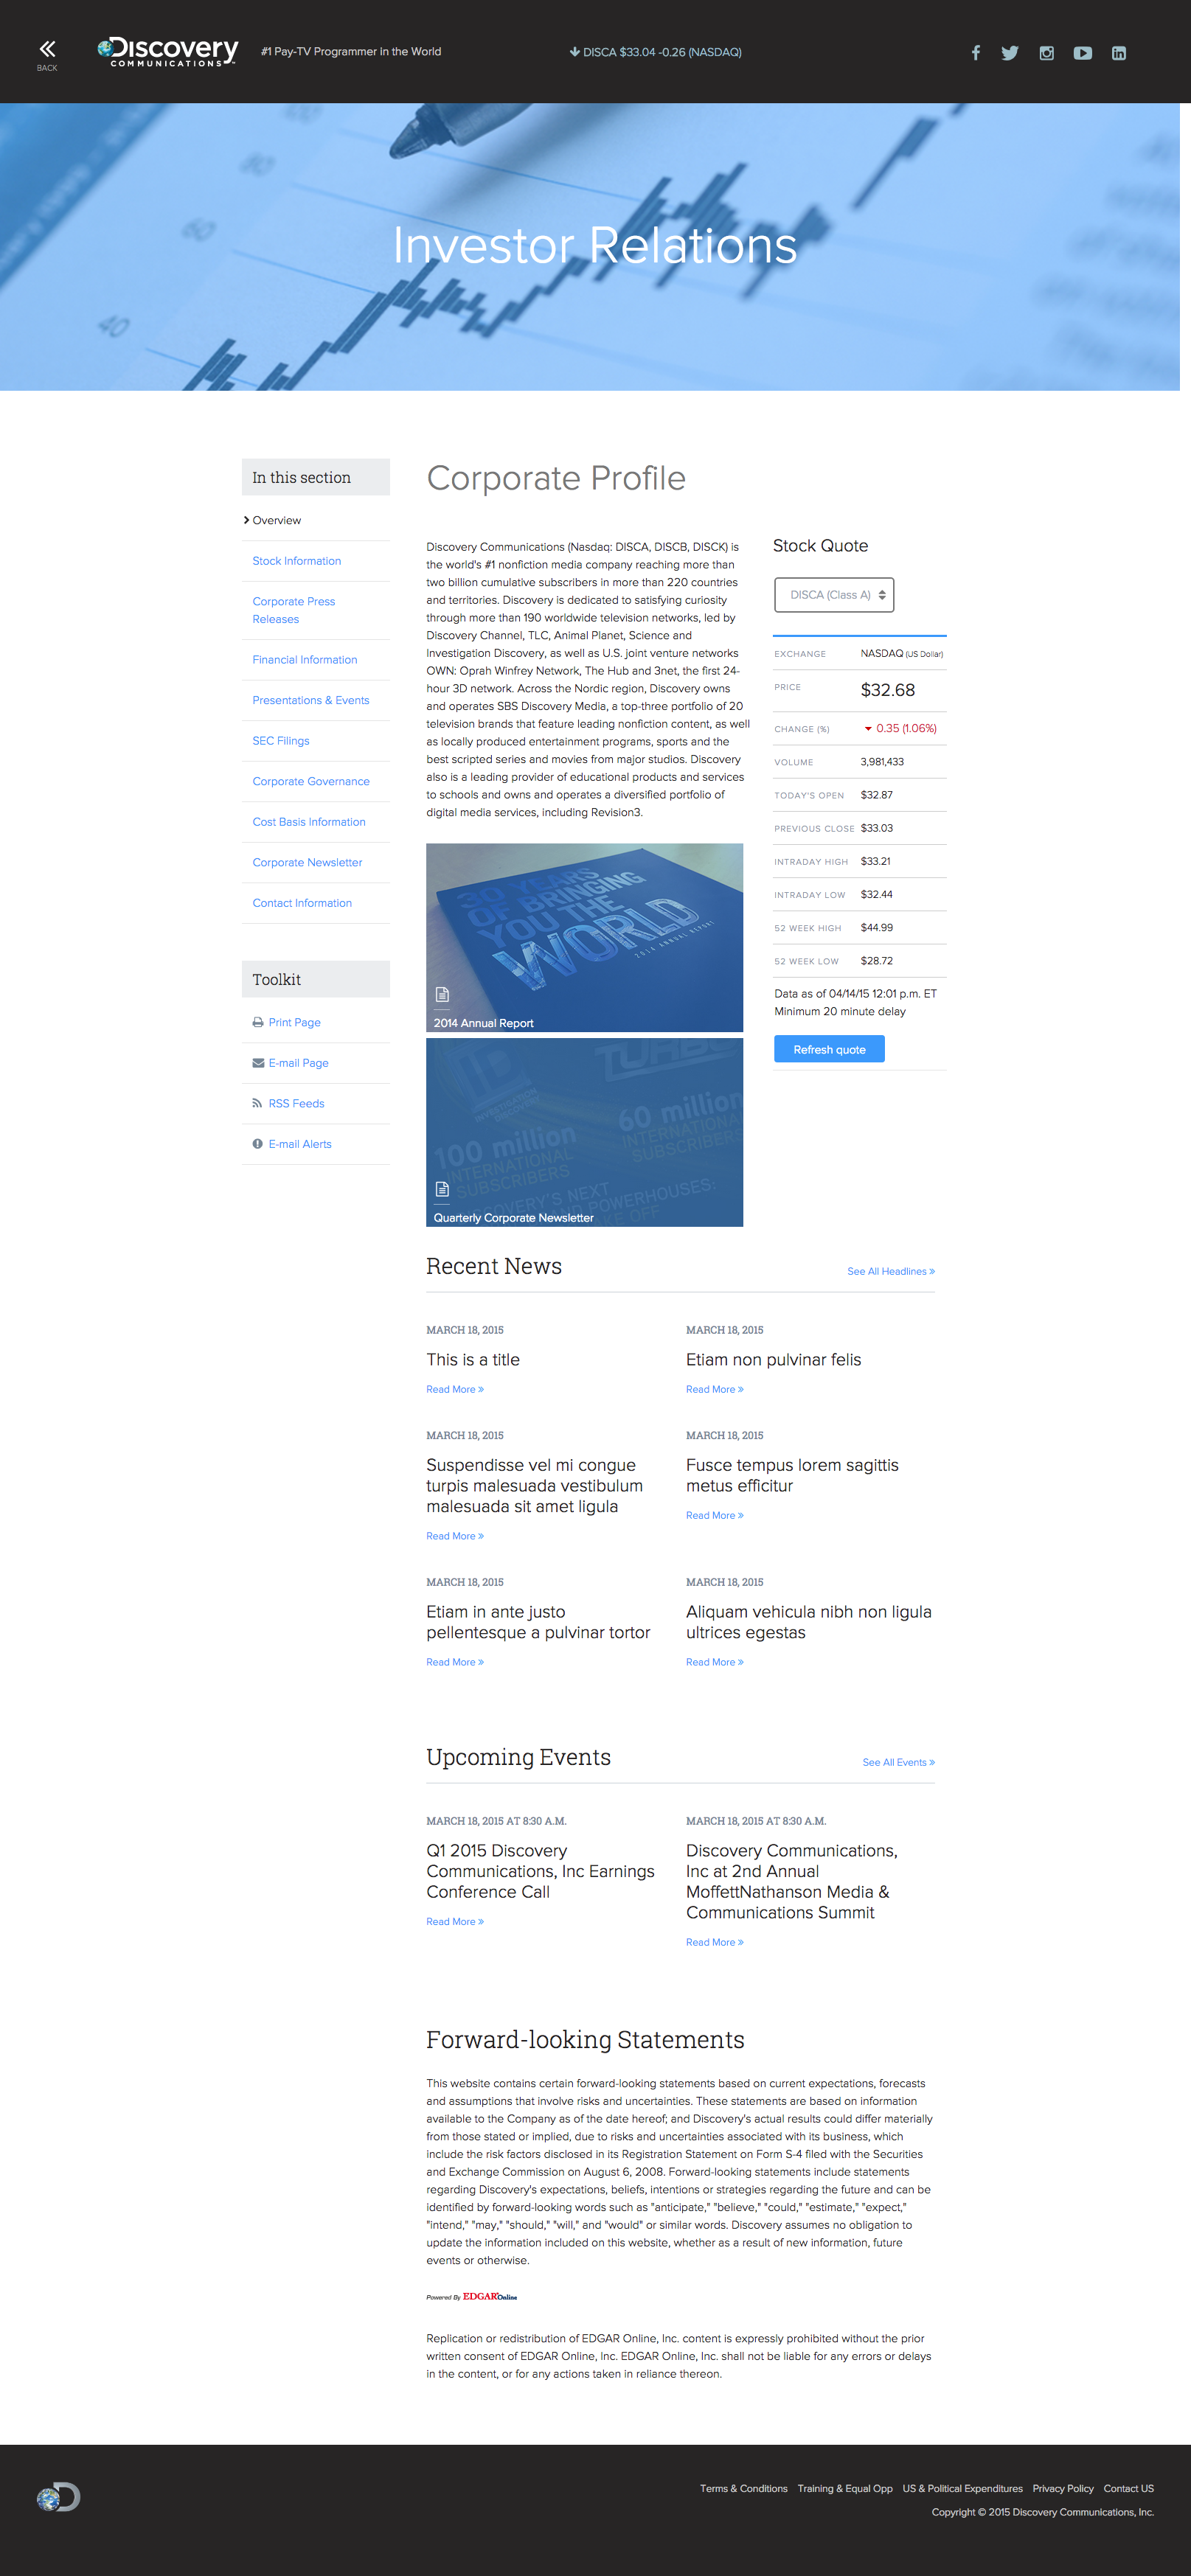 BACK
Discovery
COMMUNICATIONS
#1 Pay-TV Programmer in the World
DISCA $33.04 -0.26 (NASDAQ)
100
80
60
40
Investor Relations
In this section
Overview
Stock Information
Corporate Press
Releases
Financial Information
Presentations & Events
SEC Filings
Corporate Governance
Cost Basis Information
Corporate Newsletter
Contact Information
Toolkit
Print Page
E-mail Page
RSS Feeds
E-mail Alerts
Corporate Profile
Discovery Communications (Nasdaq: DISCA, DISCB, DISCK) is
the world's #1 nonfiction media company reaching more than
two billion cumulative subscribers in more than 220 countries
and territories. Discovery is dedicated to satisfying curiosity
through more than 190 worldwide television networks, led by
Discovery Channel, TLC, Animal Planet, Science and
Investigation Discovery, as well as U.S. joint venture networks
OWN: Oprah Winfrey Network, The Hub and 3net, the first 24-
hour 3D network. Across the Nordic region, Discovery owns
and operates SBS Discovery Media, a top-three portfolio of 20
television brands that feature leading nonfiction content, as well
as locally produced entertainment programs, sports and the
best scripted series and movies from major studios. Discovery
also is a leading provider of educational products and services
to schools and owns and operates a diversified portfolio of
digital media services, including Revision3.
30 YEARS
OF BRINGING
YOU THE
WORLD
2014 ANNUAL REPORT
2014 Annual Report
ID
INVESTIGATION
DISCOVERY
TURBO
100 million
INTERNATIONAL
SUBSCRIBERS
60 million
INTERNATIONAL
SUBSCRIBERS
Quarterly Corporate Newsletter
Stock Quote
DISCA (Class A)
EXCHANGE NASDAQ (US Dollar)
PRICE $32.68
CHANGE (%) 0.35 (1.06%)
VOLUME 3,981,433
TODAY'S OPEN $32.87
PREVIOUS CLOSE $33.03
INTRADAY HIGH $33.21
INTRADAY LOW $32.44
52 WEEK HIGH $44.99
52 WEEK LOW $28.72
Data as of 04/14/15 12:01 p.m. ET
Minimum 20 minute delay
Refresh quote
Recent News
See All Headlines »
MARCH 18, 2015
This is a title
Read More »
MARCH 18, 2015
Etiam non pulvinar felis
Read More »
MARCH 18, 2015
Suspendisse vel mi congue
turpis malesuada vestibulum
malesuada sit amet ligula
Read More »
MARCH 18, 2015
Fusce tempus lorem sagittis
metus efficitur
Read More »
MARCH 18, 2015
Etiam in ante justo
pellentesque a pulvinar tortor
Read More »
MARCH 18, 2015
Aliquam vehicula nibh non ligula
ultrices egestas
Read More »
Upcoming Events
See All Events »
MARCH 18, 2015 AT 8:30 A.M.
Q1 2015 Discovery
Communications, Inc Earnings
Conference Call
Read More »
MARCH 18, 2015 AT 8:30 A.M.
Discovery Communications,
Inc at 2nd Annual
MoffettNathanson Media &
Communications Summit
Read More »
Forward-looking Statements
This website contains certain forward-looking statements based on current expectations, forecasts
and assumptions that involve risks and uncertainties. These statements are based on information
available to the Company as of the date hereof; and Discovery's actual results could differ materially
from those stated or implied, due to risks and uncertainties associated with its business, which
include the risk factors disclosed in its Registration Statement on Form S-4 filed with the Securities
and Exchange Commission on August 6, 2008. Forward-looking statements include statements
regarding Discovery's expectations, beliefs, intentions or strategies regarding the future and can be
identified by forward-looking words such as "anticipate," "believe," "could," "estimate," "expect,"
"intend," "may," "should," "will," and "would" or similar words. Discovery assumes no obligation to
update the information included on this website, whether as a result of new information, future
events or otherwise.
Powered By EDGAR Online
Replication or redistribution of EDGAR Online, Inc. content is expressly prohibited without the prior
written consent of EDGAR Online, Inc. EDGAR Online, Inc. shall not be liable for any errors or delays
in the content, or for any actions taken in reliance thereon.
Terms & Conditions Training & Equal Opp US & Political Expenditures Privacy Policy Contact US
Copyright © 2015 Discovery Communications, Inc.